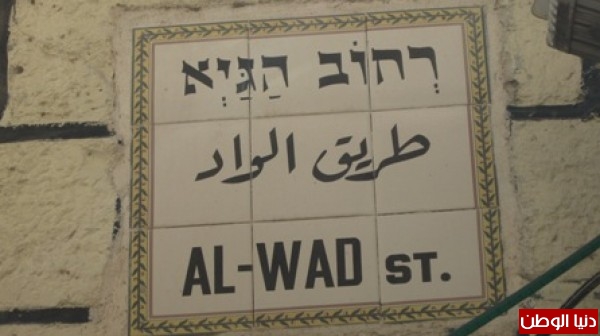 רְחוֹב הַגַּיְא
طريق الواد
AL-WAD ST.
دنيا الوطن